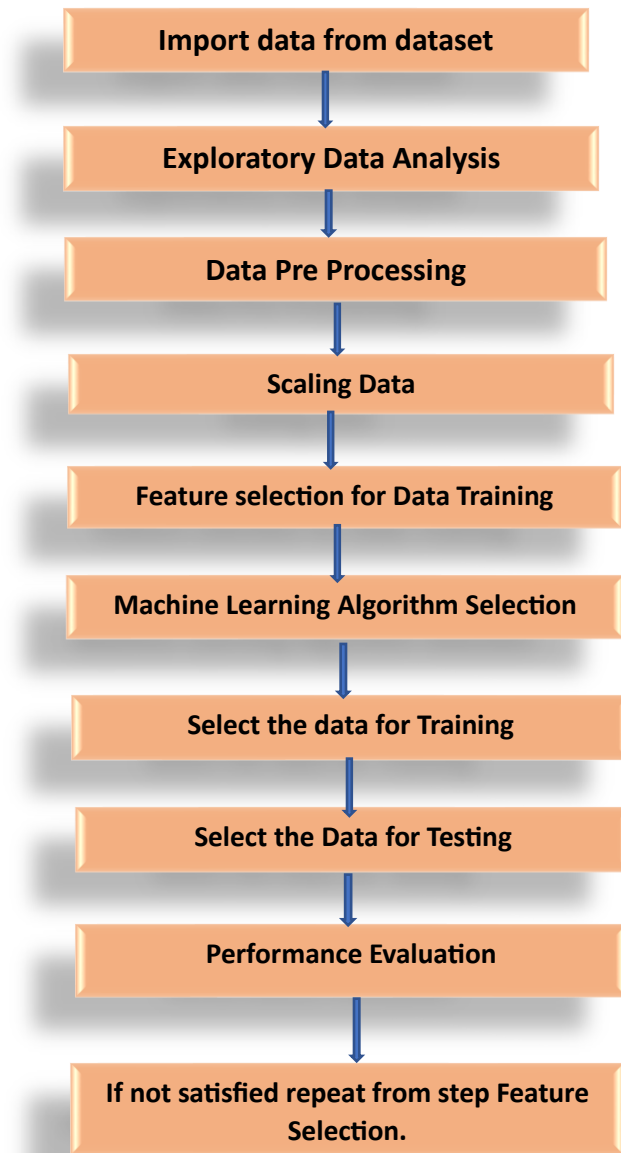 Import data from dataset
Exploratory Data Analysis
Data Pre Processing
Scaling Data
Feature selection for Data Training
Machine Learning Algorithm Selection
Select the data for Training
Select the Data for Testing
Performance Evaluation
If not satisfied repeat from step Feature
Selection.